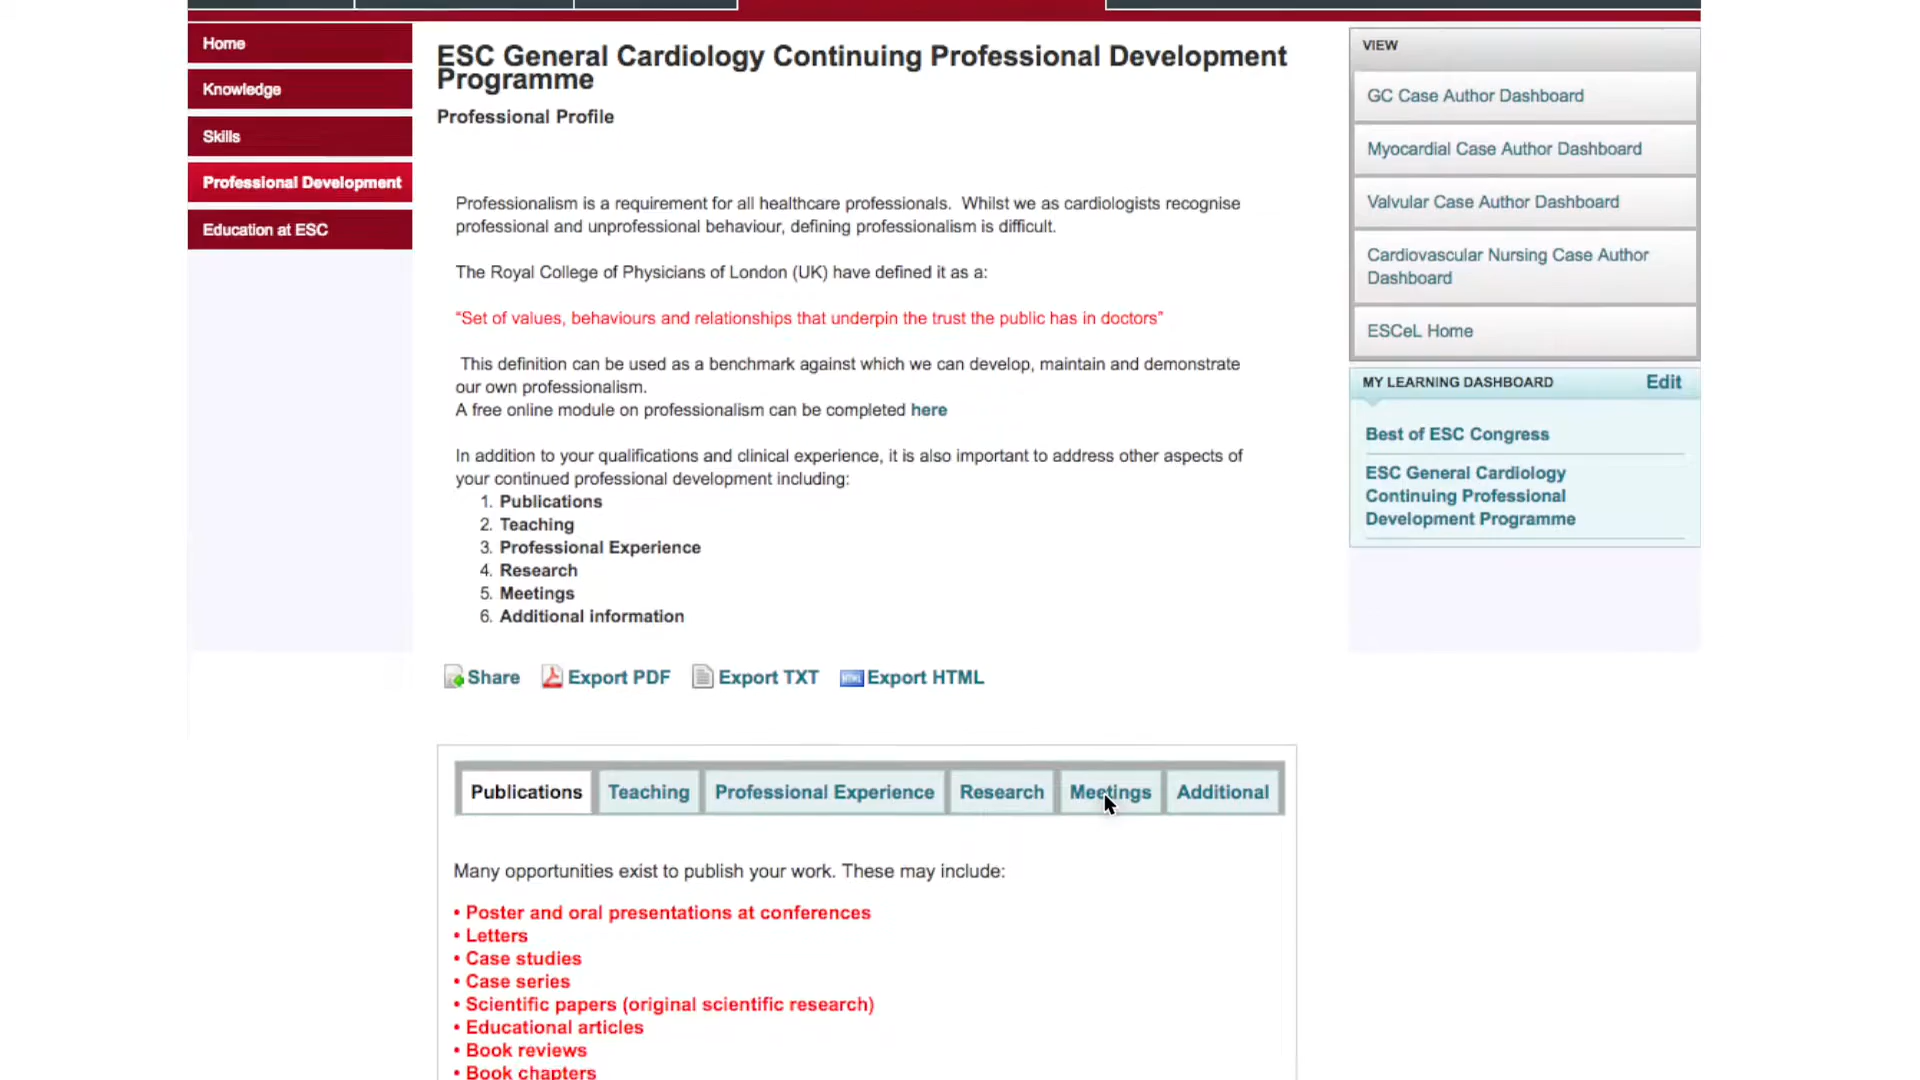 Home
Knowledge
Skills
Professional Development
Education at ESC
ESC General Cardiology Continuing Professional Development
Programme
Professional Profile
Professionalism is a requirement for all healthcare professionals. Whilst we as cardiologists recognise
professional and unprofessional behaviour, defining professionalism is difficult.
The Royal College of Physicians of London (UK) have defined it as a:
“Set of values, behaviours and relationships that underpin the trust the public has in doctors”
This definition can be used as a benchmark against which we can develop, maintain and demonstrate
our own professionalism.
A free online module on professionalism can be completed here
In addition to your qualifications and clinical experience, it is also important to address other aspects of
your continued professional development including:
1. Publications
2. Teaching
3. Professional Experience
4. Research
5. Meetings
6. Additional information
Share Export PDF Export TXT Export HTML
Publications Teaching Professional Experience Research Meetings Additional
Many opportunities exist to publish your work. These may include:
• Poster and oral presentations at conferences
• Letters
• Case studies
• Case series
• Scientific papers (original scientific research)
• Educational articles
• Book reviews
• Book chapters
VIEW
GC Case Author Dashboard
Myocardial Case Author Dashboard
Valvular Case Author Dashboard
Cardiovascular Nursing Case Author
Dashboard
ESCeL Home
MY LEARNING DASHBOARD Edit
Best of ESC Congress
ESC General Cardiology
Continuing Professional
Development Programme